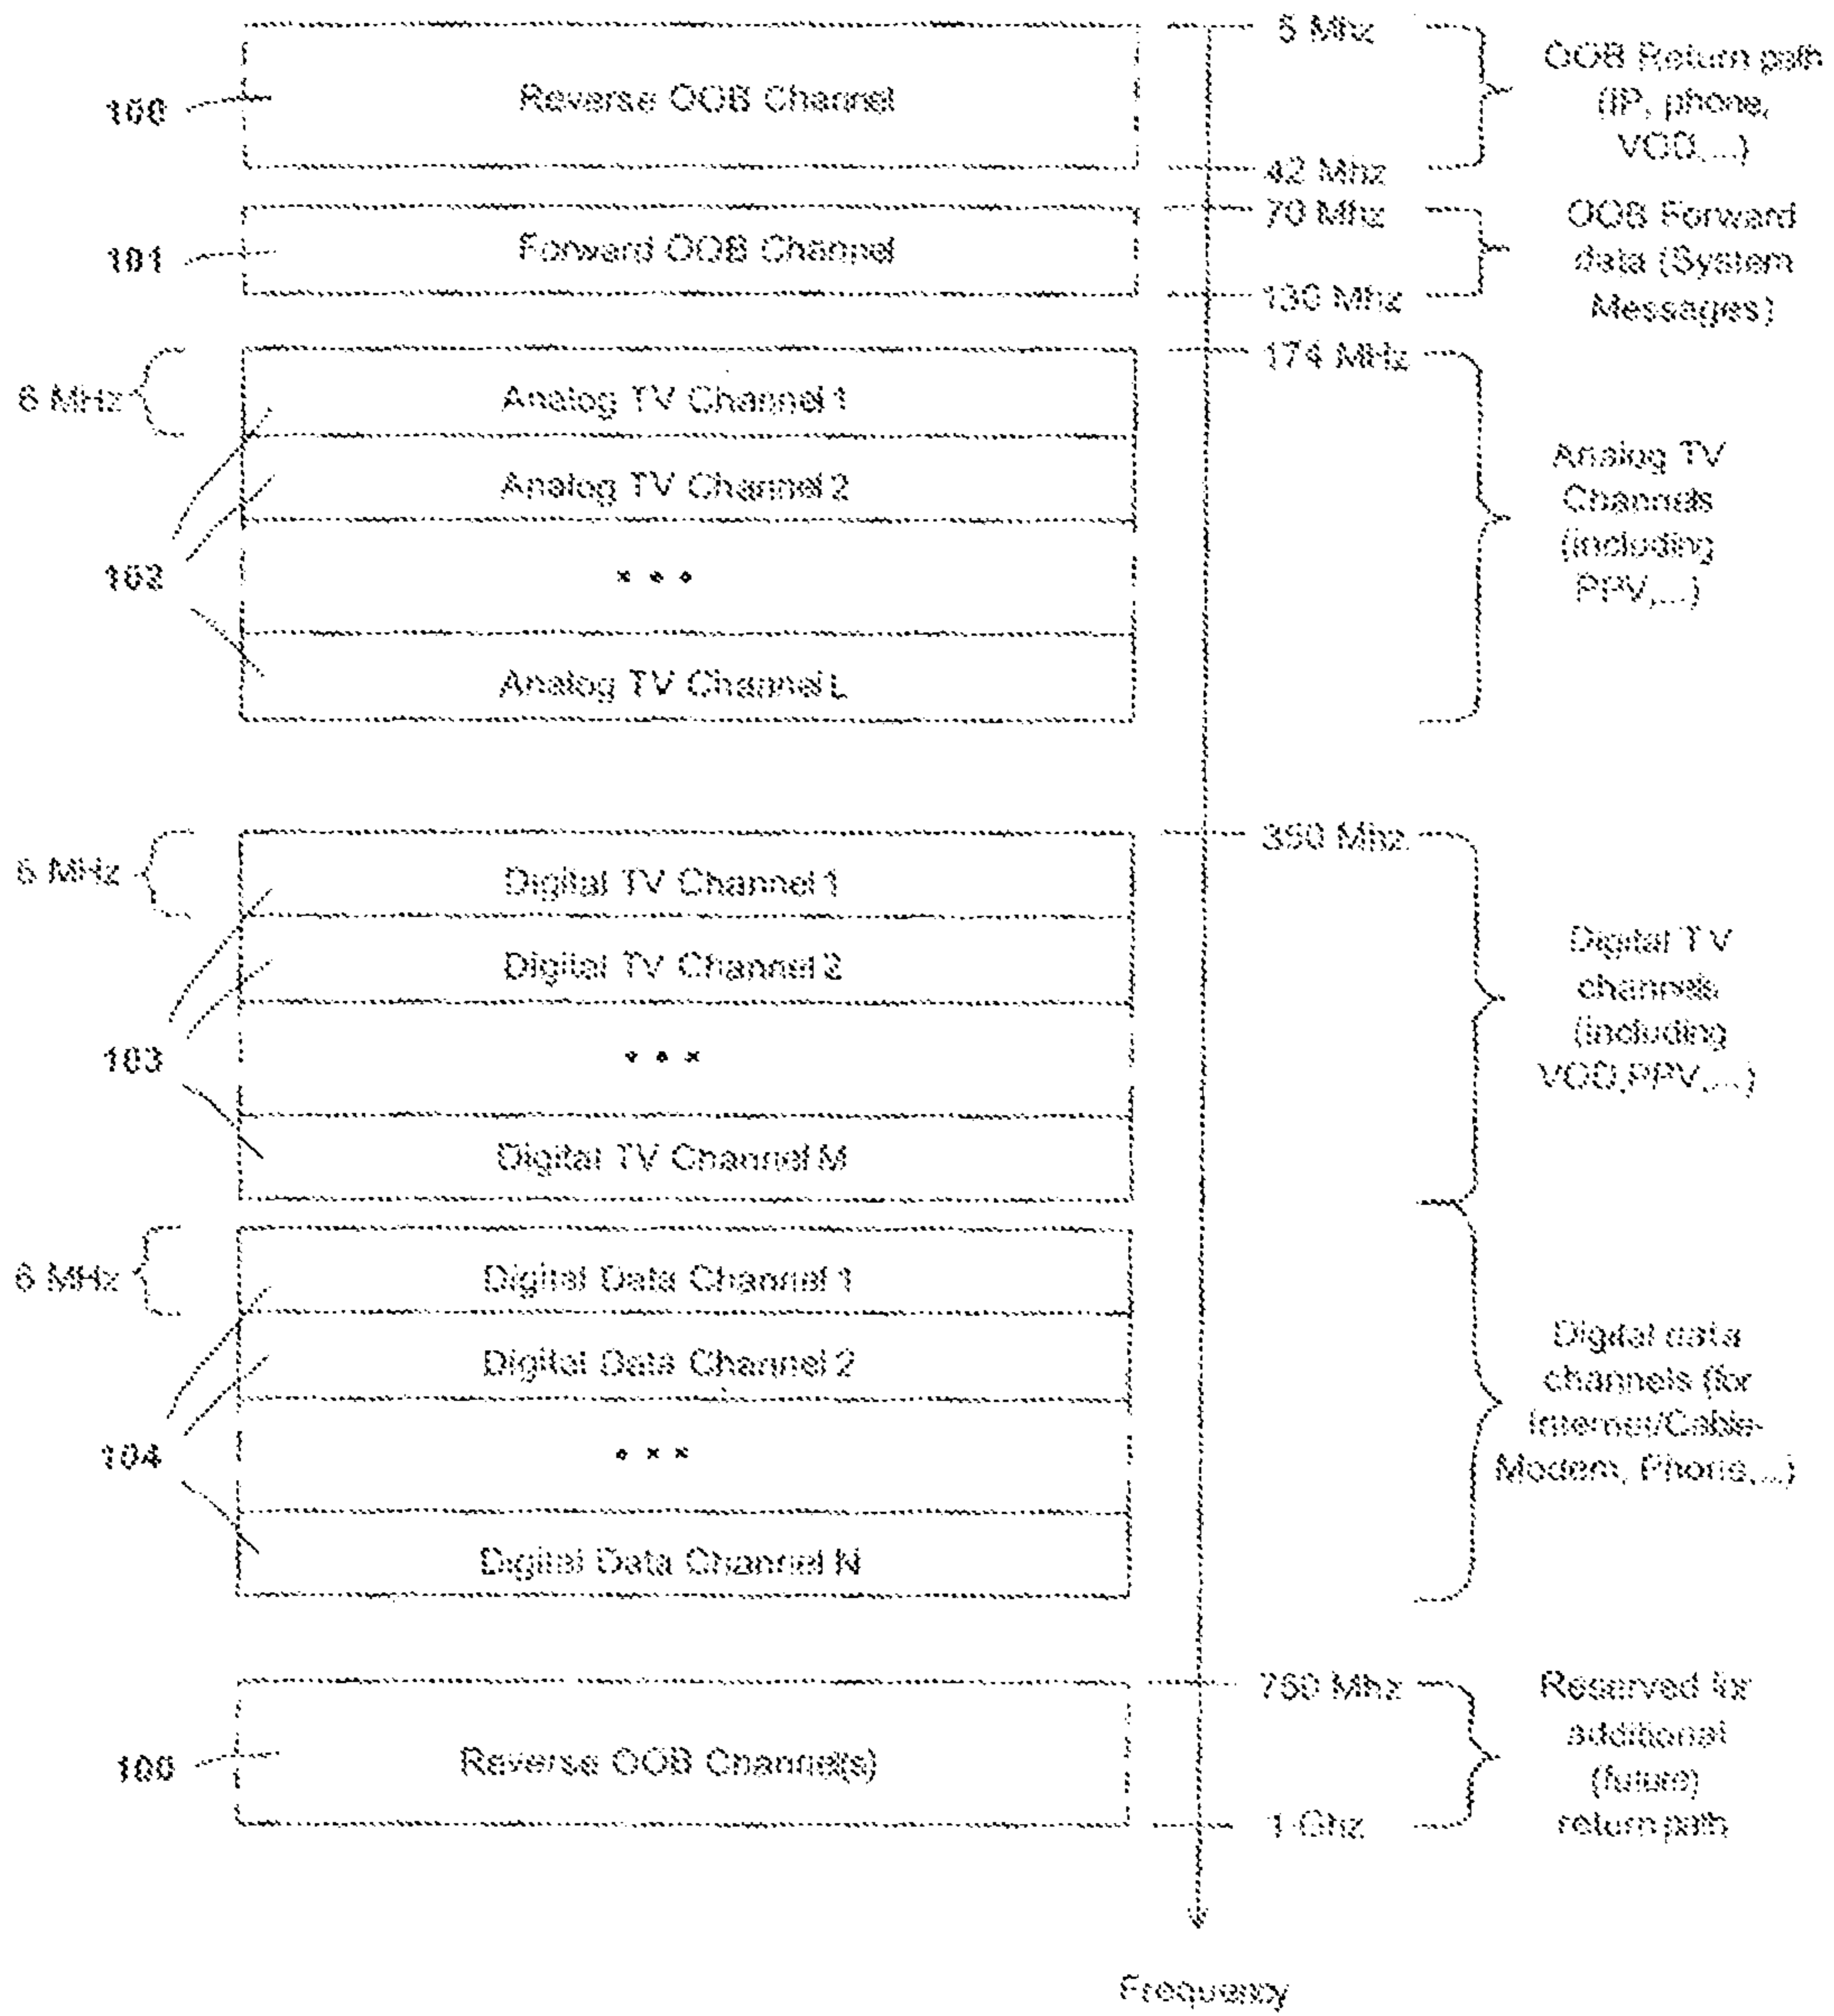 100
Reverse OOB Channel
5 Mhz
42 Mhz
OOB Return path
(IP, phone,
VOD,...)
101
Forward OOB Channel
70 Mhz
130 Mhz
OOB Forward
data (System
Messages)
6 MHz
174 MHz
Analog TV Channel 1
Analog TV Channel 2
102
Analog TV Channel L
Analog TV
Channels
(including
PPV,...)
6 MHz
350 Mhz
Digital TV Channel 1
Digital TV Channel 2
103
Digital TV Channel M
Digital TV
channels
(including
VOD,PPV,...)
6 MHz
Digital Data Channel 1
Digital Data Channel 2
104
Digital Data Channel N
Digital data
channels (for
Internet/Cable-
Modem, Phone,...)
100
Reverse OOB Channel(s)
750 Mhz
1 Ghz
Reserved for
additional
(future)
return path
Frequency